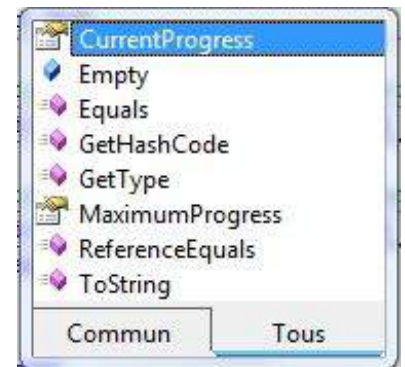 CurrentProgress
Empty
Equals
GetHashCode
GetType
MaximumProgress
ReferenceEquals
ToString
Commun Tous